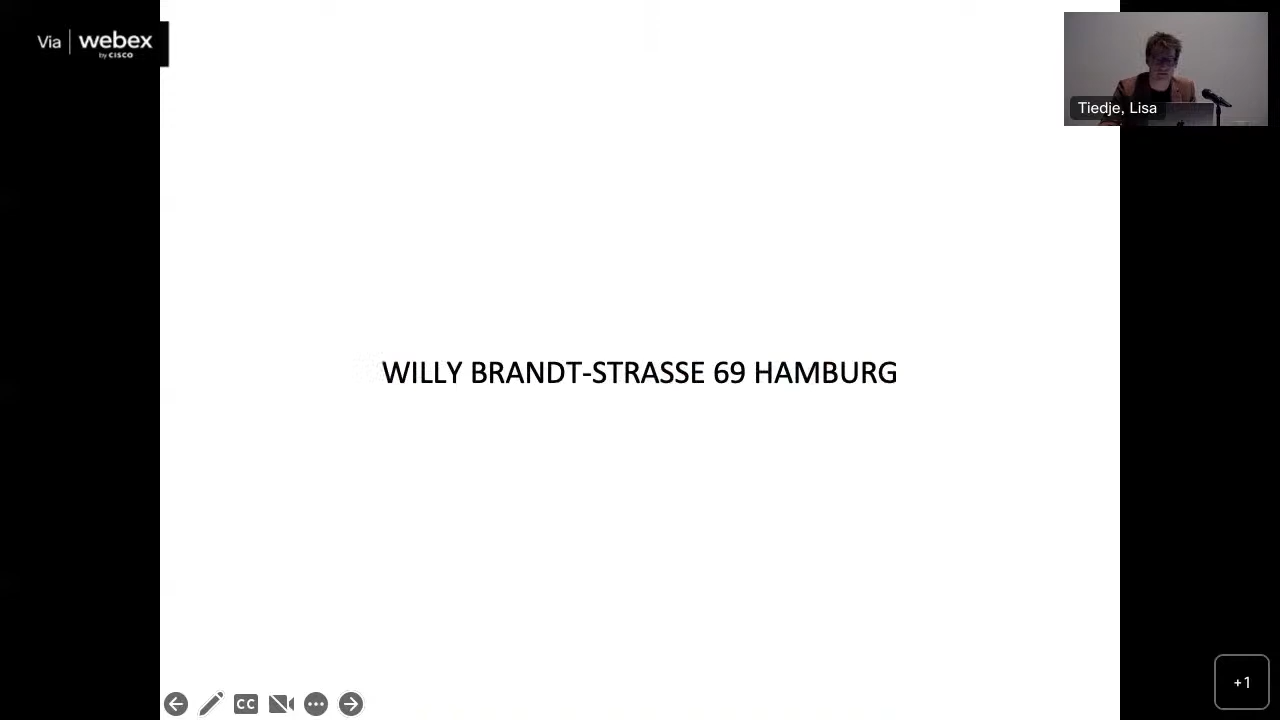 Via webex
by CISCO
Tiedje, Lisa
WILLY BRANDT-STRASSE 69 HAMBURG
CC
+1